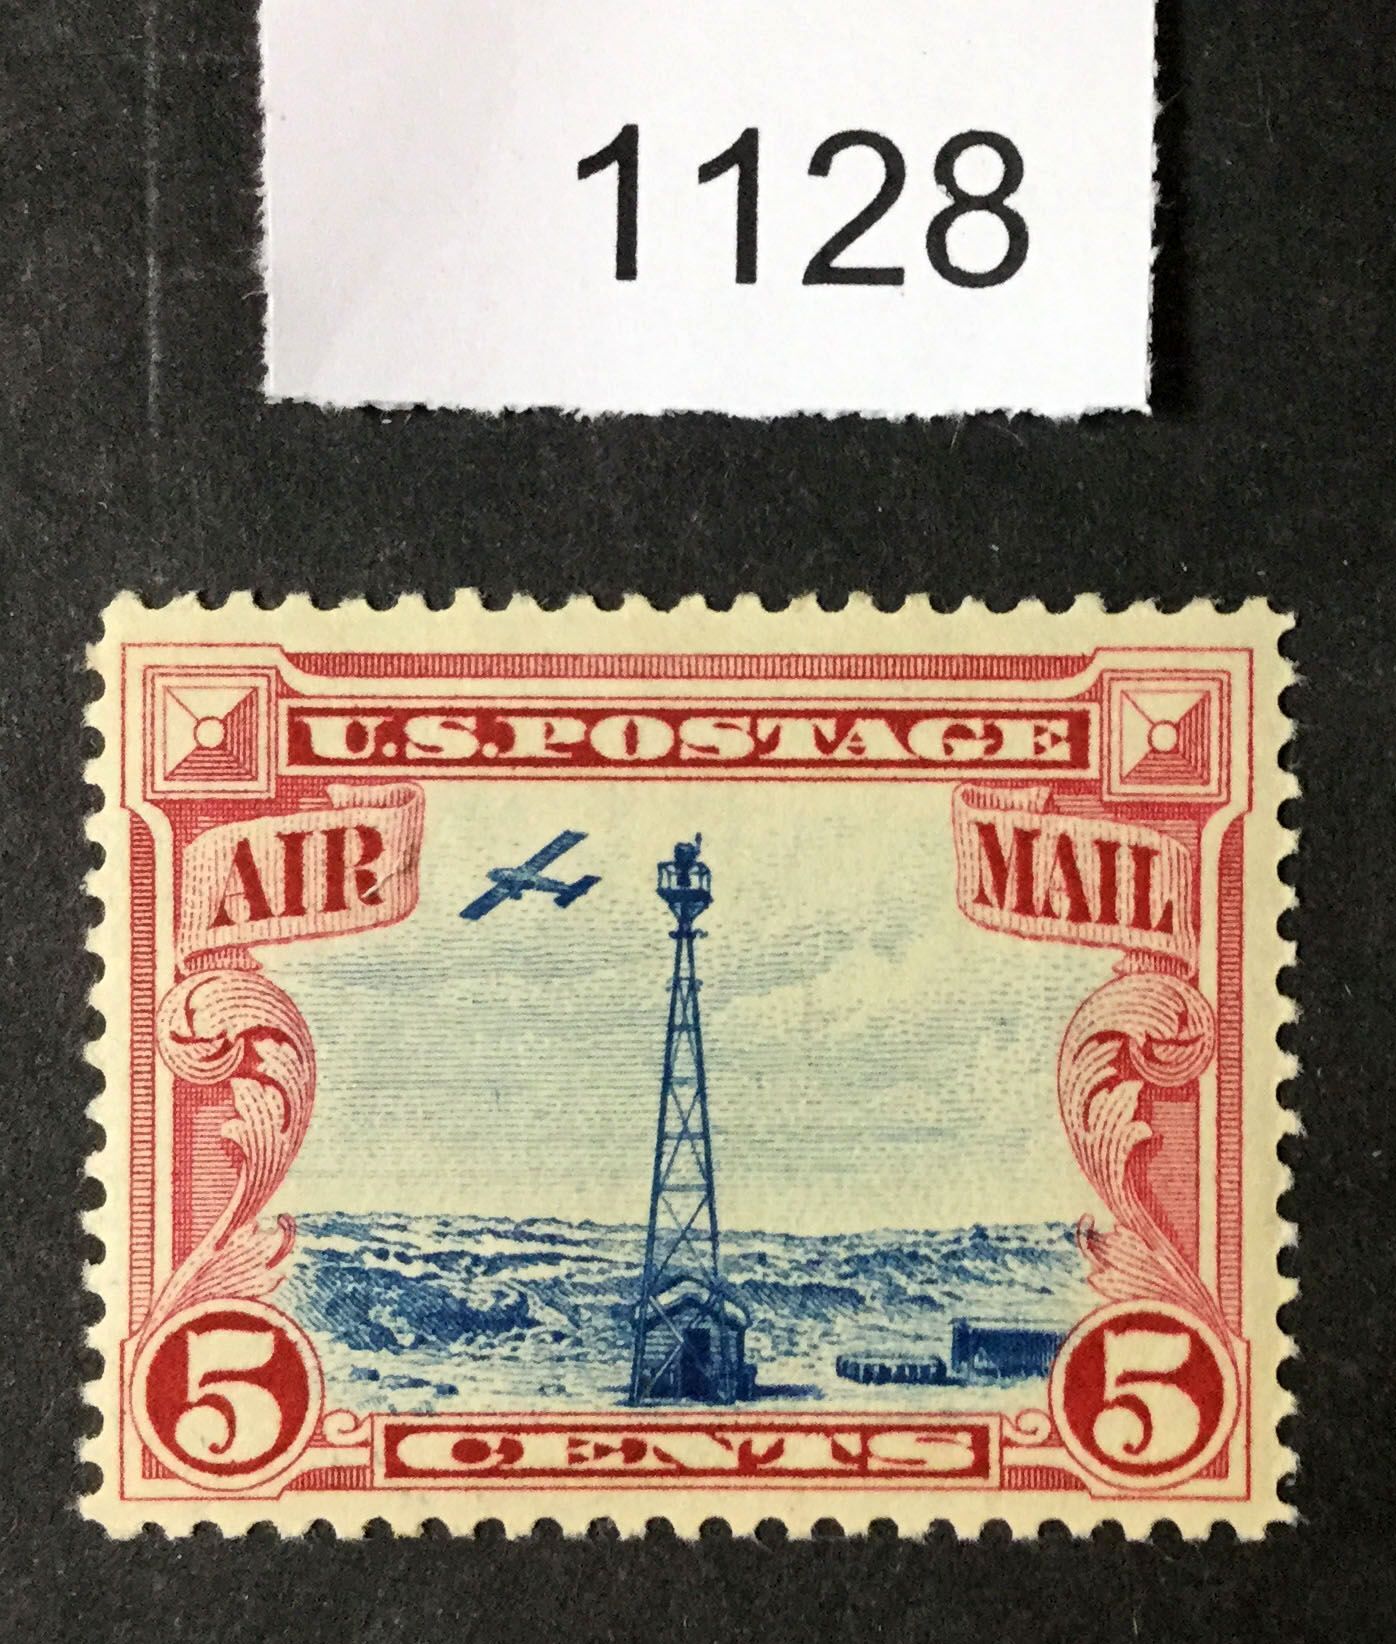 1128
U.S.POSTAGE
AIR MAIL
5 CENTS 5